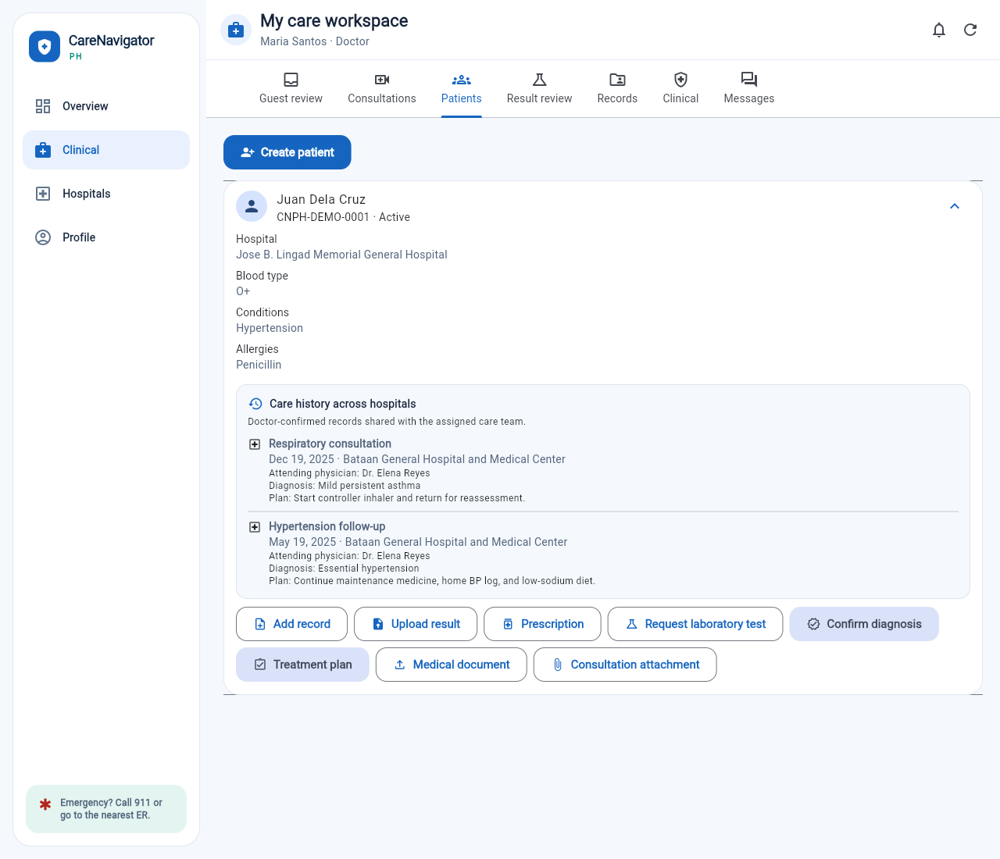 CareNavigator
PH
Overview
Clinical
Hospitals
Profile
Emergency? Call 911 or
go to the nearest ER.
My care workspace
Maria Santos · Doctor
Guest review
Consultations
Patients
Result review
Records
Clinical
Messages
Create patient
Juan Dela Cruz
CNPH-DEMO-0001 · Active
Hospital
Jose B. Lingad Memorial General Hospital
Blood type
O+
Conditions
Hypertension
Allergies
Penicillin
Care history across hospitals
Doctor-confirmed records shared with the assigned care team.
Respiratory consultation
Dec 19, 2025 · Bataan General Hospital and Medical Center
Attending physician: Dr. Elena Reyes
Diagnosis: Mild persistent asthma
Plan: Start controller inhaler and return for reassessment.
Hypertension follow-up
May 19, 2025 · Bataan General Hospital and Medical Center
Attending physician: Dr. Elena Reyes
Diagnosis: Essential hypertension
Plan: Continue maintenance medicine, home BP log, and low-sodium diet.
Add record
Upload result
Prescription
Request laboratory test
Confirm diagnosis
Treatment plan
Medical document
Consultation attachment